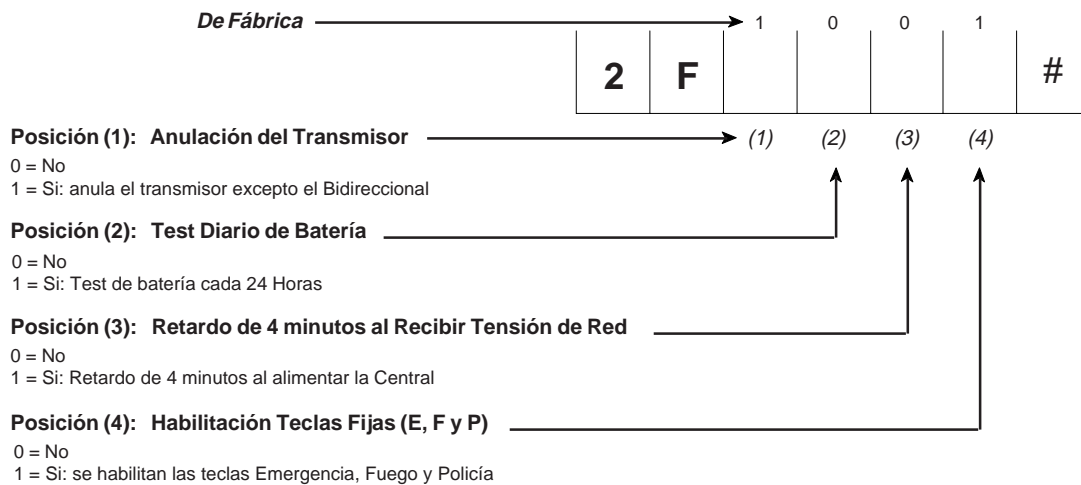 De Fábrica 1 0 0 1
2 F #
Posición (1): Anulación del Transmisor (1) (2) (3) (4)
0 = No
1 = Si: anula el transmisor excepto el Bidireccional
Posición (2): Test Diario de Batería
0 = No
1 = Si: Test de batería cada 24 Horas
Posición (3): Retardo de 4 minutos al Recibir Tensión de Red
0 = No
1 = Si: Retardo de 4 minutos al alimentar la Central
Posición (4): Habilitación Teclas Fijas (E, F y P)
0 = No
1 = Si: se habilitan las teclas Emergencia, Fuego y Policía